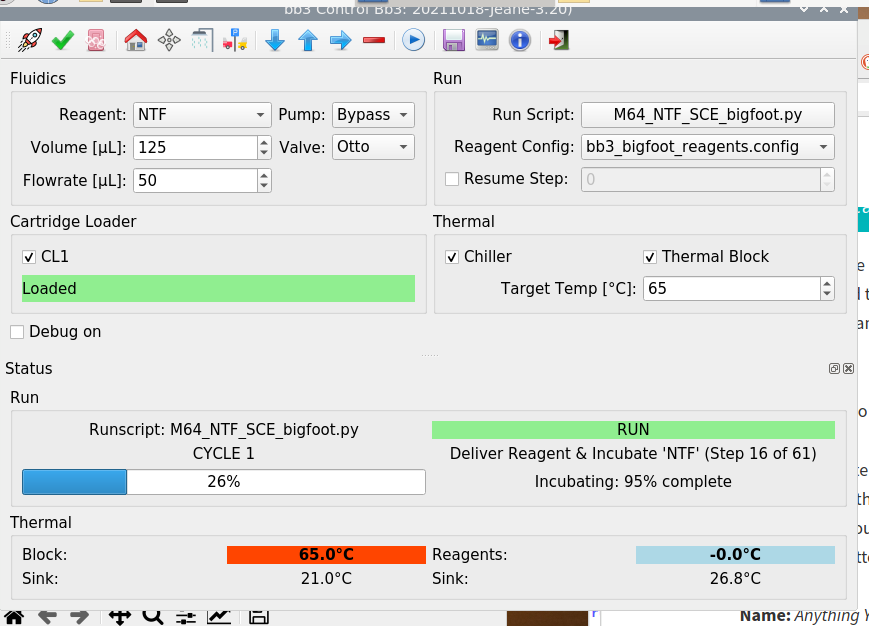 bb3 Control Bb3: 20211018-jeane-3.20)
Fluidics
Reagent: NTF Pump: Bypass
Volume [µL]: 125 Valve: Otto
Flowrate [µL]: 50
Run
Run Script: M64_NTF_SCE_bigfoot.py
Reagent Config: bb3_bigfoot_reagents.config
Resume Step: 0
Cartridge Loader
CL1
Loaded
Thermal
Chiller Thermal Block
Target Temp [°C]: 65
Debug on
Status
Run
Runscript: M64_NTF_SCE_bigfoot.py
CYCLE 1
26%
RUN
Deliver Reagent & Incubate 'NTF' (Step 16 of 61)
Incubating: 95% complete
Thermal
Block: 65.0°C Reagents: -0.0°C
Sink: 21.0°C Sink: 26.8°C
Name: Anything